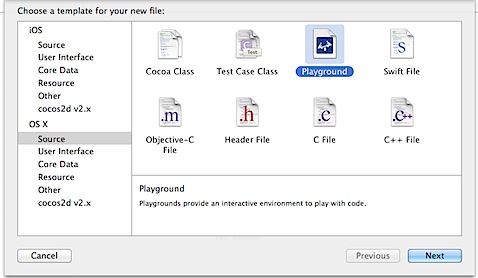 Choose a template for your new file:
iOS
Source
User Interface
Core Data
Resource
Other
cocos2d v2.x
OS X
Source
User Interface
Core Data
Resource
Other
cocos2d v2.x
Cocoa Class
Test
Test Case Class
Playground
S
Swift File
.m
Objective-C
File
.h
Header File
.c
C File
.c++
C++ File
Playground
Playgrounds provide an interactive environment to play with code.
Cancel
Previous
Next